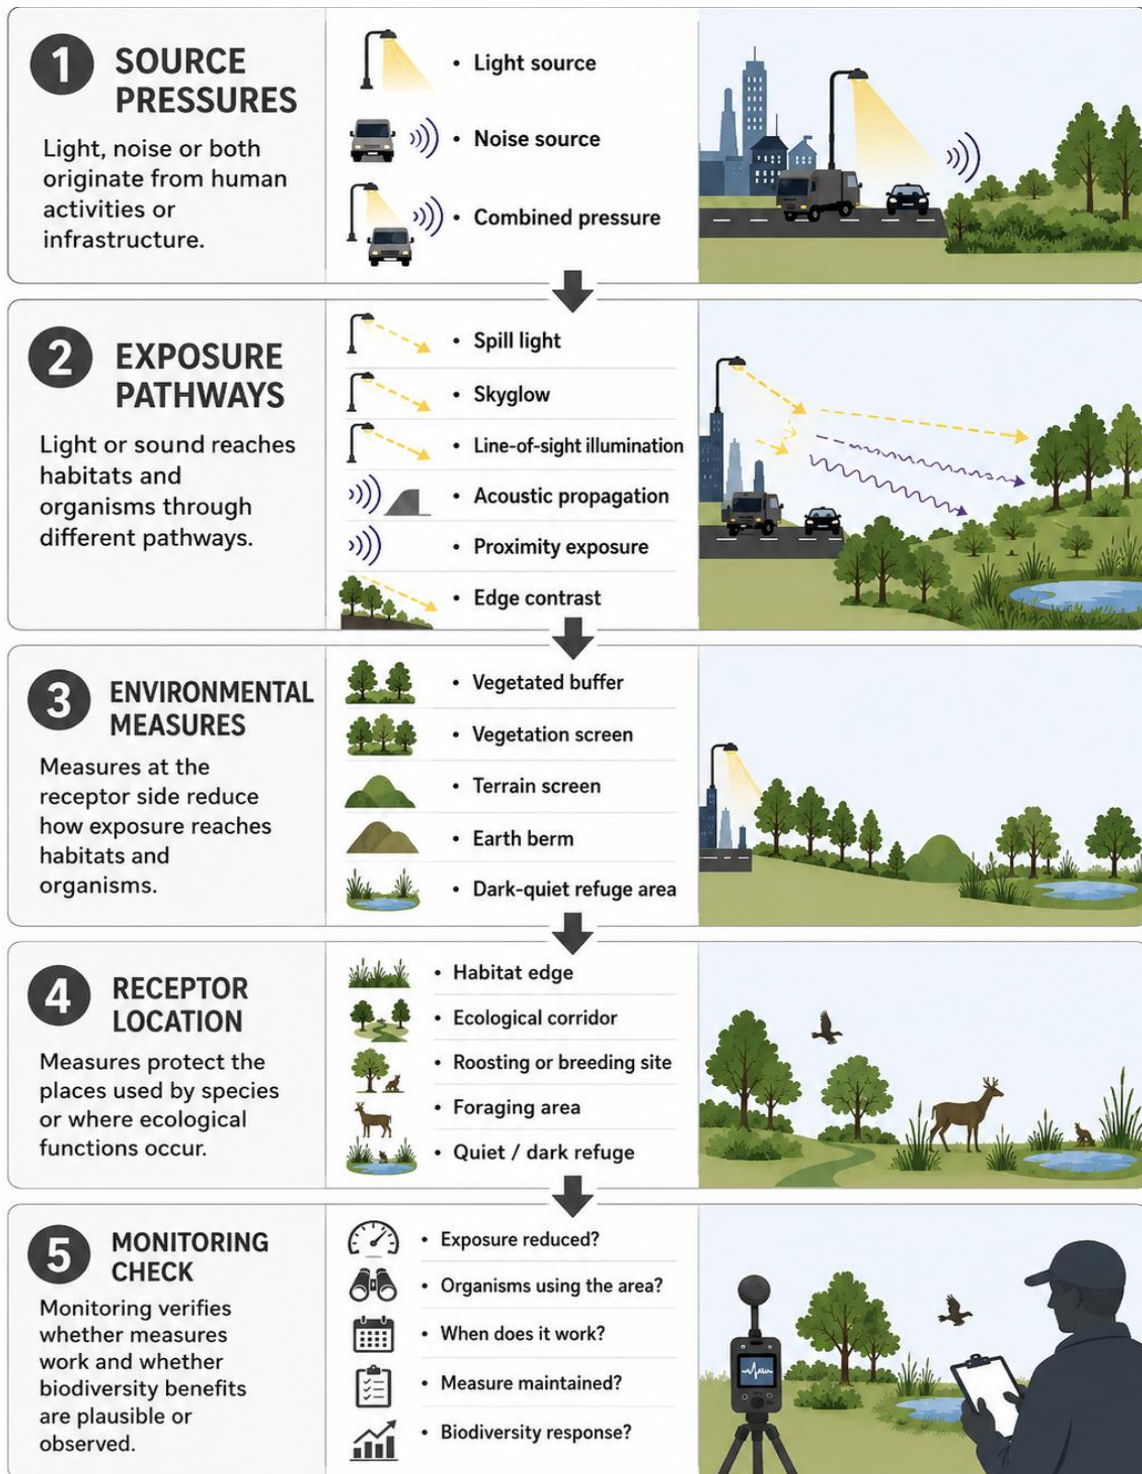 1
SOURCE
PRESSURES
Light, noise or both
originate from human
activities or
infrastructure.
• Light source
• Noise source
• Combined pressure
2
EXPOSURE
PATHWAYS
Light or sound reaches
habitats and
organisms through
different pathways.
• Spill light
• Skyglow
• Line-of-sight illumination
• Acoustic propagation
• Proximity exposure
• Edge contrast
3
ENVIRONMENTAL
MEASURES
Measures at the
receptor side reduce
how exposure reaches
habitats and
organisms.
• Vegetated buffer
• Vegetation screen
• Terrain screen
• Earth berm
• Dark-quiet refuge area
4
RECEPTOR
LOCATION
Measures protect the
places used by species
or where ecological
functions occur.
• Habitat edge
• Ecological corridor
• Roosting or breeding site
• Foraging area
• Quiet / dark refuge
5
MONITORING
CHECK
Monitoring verifies
whether measures
work and whether
biodiversity benefits
are plausible or
observed.
• Exposure reduced?
• Organisms using the area?
• When does it work?
• Measure maintained?
• Biodiversity response?